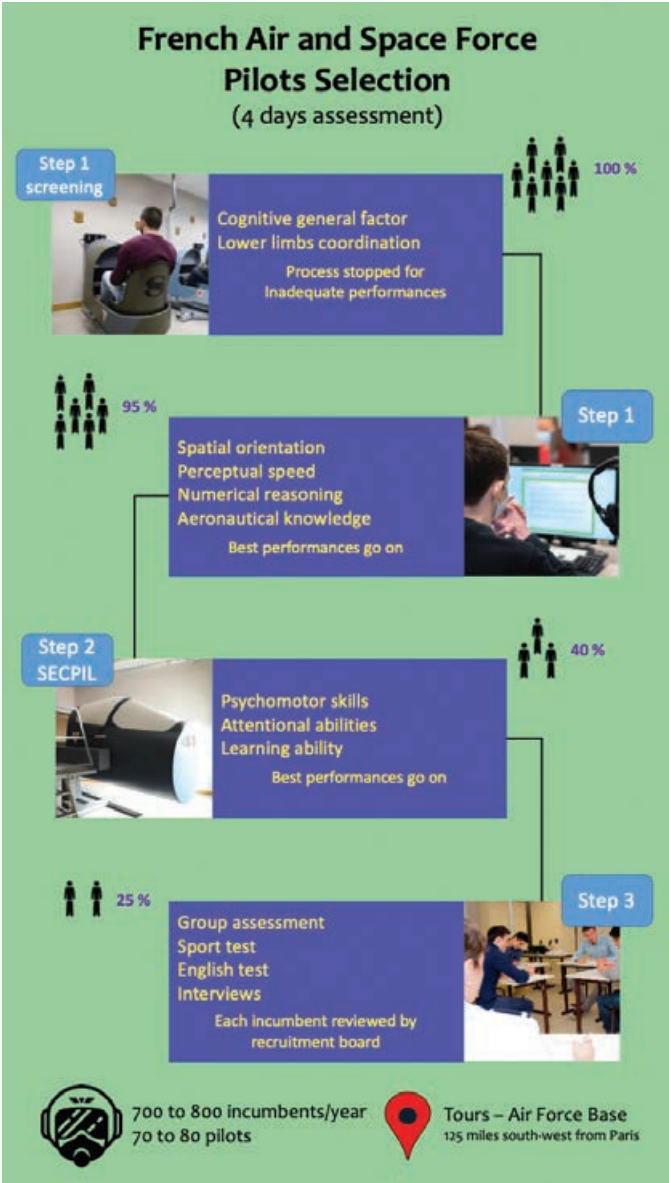 French Air and Space Force
Pilots Selection
(4 days assessment)
Step 1
screening
100 %
Cognitive general factor
Lower limbs coordination
Process stopped for
Inadequate performances
95 %
Step 1
Spatial orientation
Perceptual speed
Numerical reasoning
Aeronautical knowledge
Best performances go on
Step 2
SECPIL
40 %
Psychomotor skills
Attentional abilities
Learning ability
Best performances go on
25 %
Step 3
Group assessment
Sport test
English test
Interviews
Each incumbent reviewed by
recruitment board
700 to 800 incumbents/year
70 to 80 pilots
Tours – Air Force Base
125 miles south-west from Paris